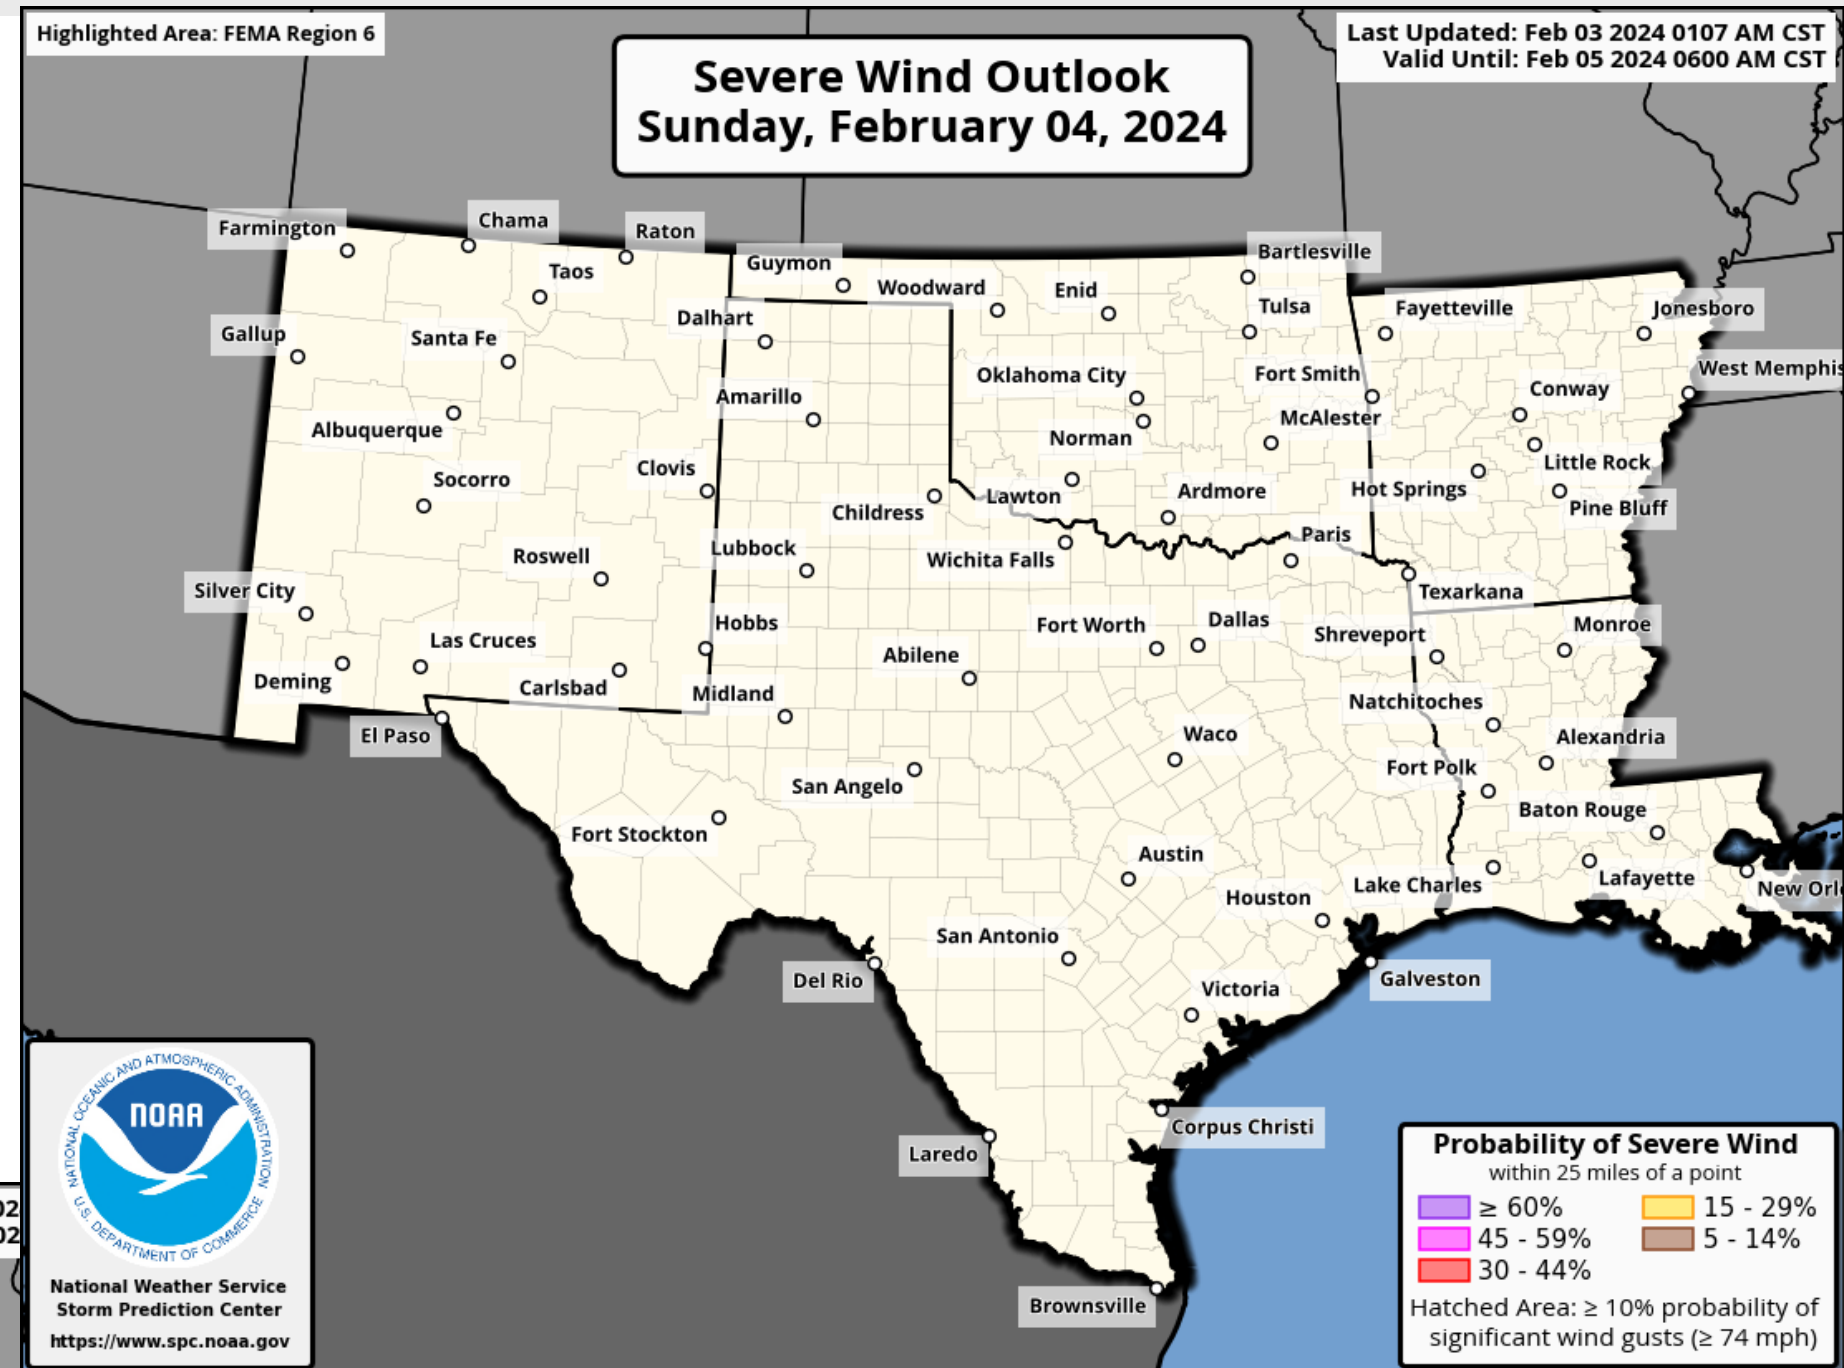 Highlighted Area: FEMA Region 6
Last Updated: Feb 03 2024 0107 AM CST
Valid Until: Feb 05 2024 0600 AM CST
Severe Wind Outlook
Sunday, February 04, 2024
Farmington
Chama
Raton
Taos
Guymon
Woodward
Enid
Bartlesville
Tulsa
Fayetteville
Jonesboro
Gallup
Santa Fe
Dalhart
Amarillo
Oklahoma City
Fort Smith
West Memphis
Conway
Albuquerque
Norman
McAlester
Little Rock
Socorro
Clovis
Childress
Lawton
Ardmore
Hot Springs
Pine Bluff
Roswell
Lubbock
Wichita Falls
Paris
Texarkana
Silver City
Hobbs
Fort Worth
Dallas
Shreveport
Monroe
Las Cruces
Abilene
Deming
Carlsbad
Midland
Natchitoches
El Paso
Waco
Alexandria
San Angelo
Fort Polk
Fort Stockton
Baton Rouge
Austin
Lake Charles
Lafayette
New Orl
Houston
San Antonio
Del Rio
Galveston
Victoria
Corpus Christi
Laredo
Brownsville
02
02
NATIONAL OCEANIC AND ATMOSPHERIC ADMINISTRATION
NOAA
U.S. DEPARTMENT OF COMMERCE
National Weather Service
Storm Prediction Center
https://www.spc.noaa.gov
Probability of Severe Wind
within 25 miles of a point
≥ 60%
15 - 29%
45 - 59%
5 - 14%
30 - 44%
Hatched Area: ≥ 10% probability of
significant wind gusts (≥ 74 mph)